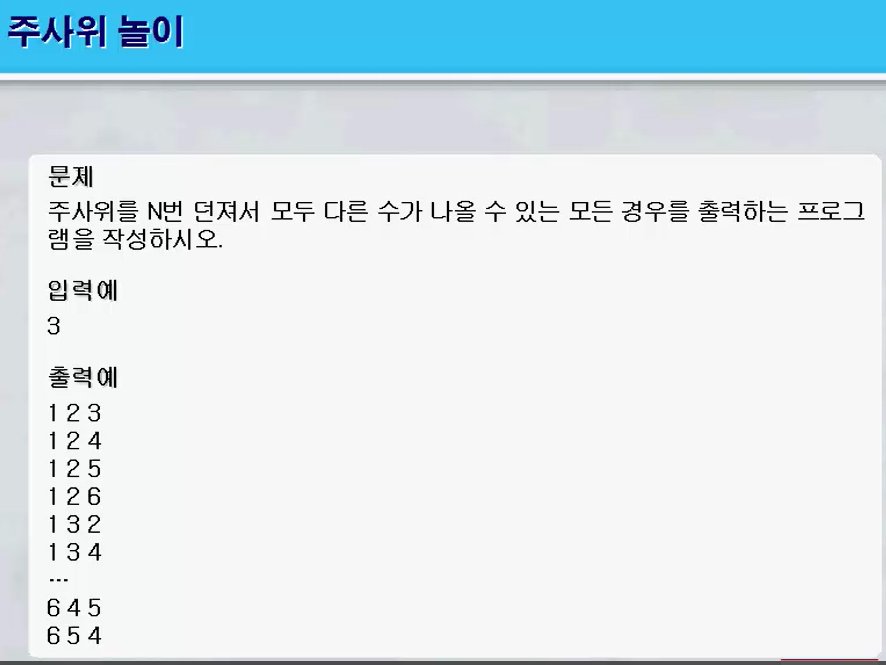 주사위 놀이
문제
주사위를 N번 던져서 모두 다른 수가 나올 수 있는 모든 경우를 출력하는 프로그
램을 작성하시오.
입력예
3
출력예
1 2 3
1 2 4
1 2 5
1 2 6
1 3 2
1 3 4
…
6 4 5
6 5 4